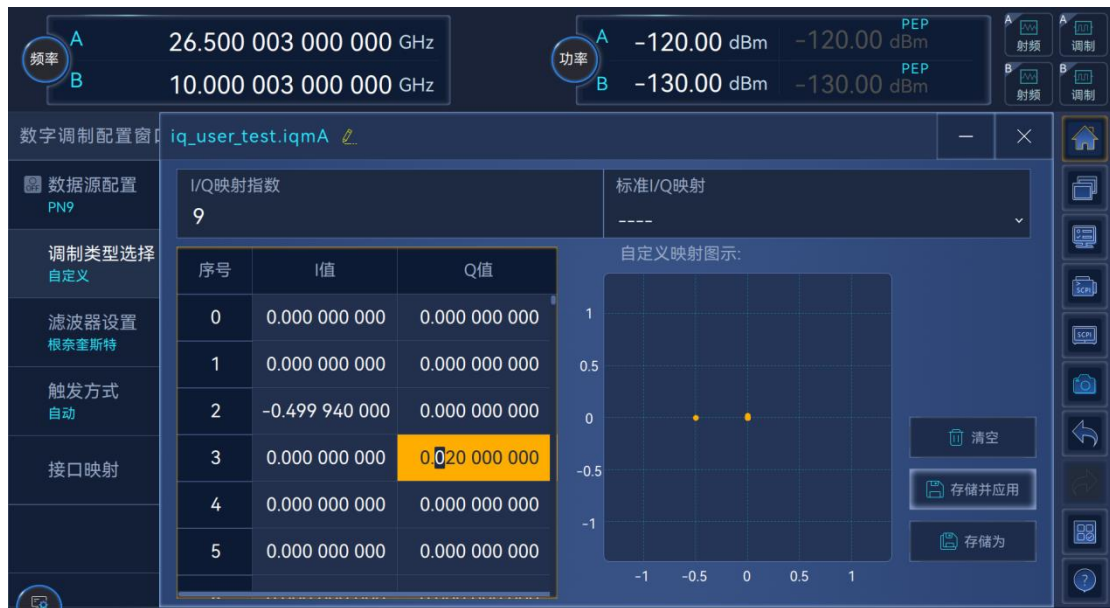 A 26.500 003 000 000 GHz
频率
B 10.000 003 000 000 GHz
A -120.00 dBm -120.00 dBm PEP
功率
B -130.00 dBm -130.00 dBm PEP
A 射频
A 调制
B 射频
B 调制
数字调制配置窗口
iq_user_test.iqmA
数据源配置
PN9
调制类型选择
自定义
滤波器设置
根奈奎斯特
触发方式
自动
接口映射
I/Q映射指数
9
标准I/Q映射
----
序号 I值 Q值
0 0.000 000 000 0.000 000 000
1 0.000 000 000 0.000 000 000
2 -0.499 940 000 0.000 000 000
3 0.000 000 000 0.020 000 000
4 0.000 000 000 0.000 000 000
5 0.000 000 000 0.000 000 000
自定义映射图示:
1
0.5
0
-0.5
-1
-1 -0.5 0 0.5 1
清空
存储并应用
存储为
SCPI
SCPI
?